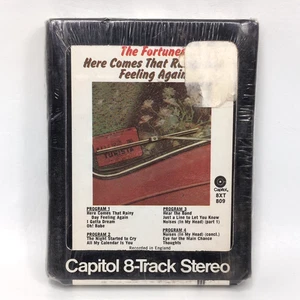 The Fortunes
Here Comes That R
Feeling Again
Capitol
8XT
809
PROGRAM 1
Here Comes That Rainy
Day Feeling Again
I Gotta Dream
Oh! Babe
PROGRAM 2
The Night Started to Cry
All My Calendar Is You
PROGRAM 3
Hear the Band
Just a Line to Let You Know
Noises (In My Head) (part 1)
PROGRAM 4
Noises (In My Head) (concl.)
Eye for the Main Chance
Thoughts
Recorded in England
Capitol 8-Track Stereo